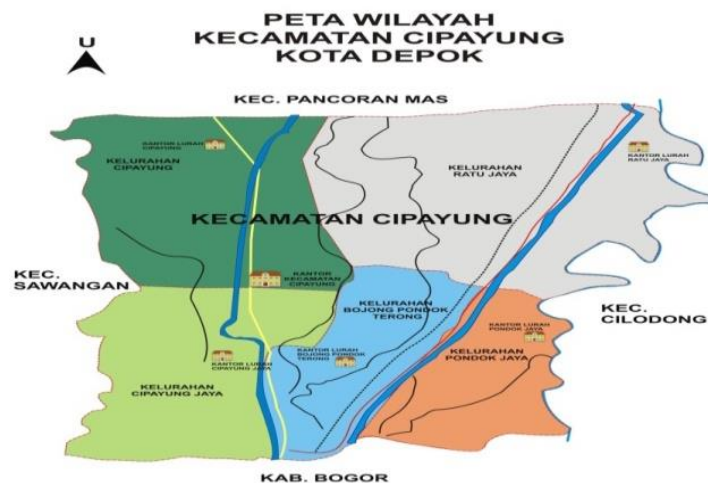 PETA WILAYAH
KECAMATAN CIPAYUNG
KOTA DEPOK
U
KEC. PANCORAN MAS
KANTOR LURAH
CIPAYUNG
KELURAHAN
CIPAYUNG
KELURAHAN
RATU JAYA
KANTOR LURAH
RATU JAYA
KECAMATAN CIPAYUNG
KEC.
SAWANGAN
KANTOR
KECAMATAN
CIPAYUNG
KELURAHAN
BOJONG PONDOK
TERONG
KEC.
CILODONG
KANTOR LURAH
PONDOK JAYA
KANTOR LURAH
BOJONG PONDOK
TERONG
KELURAHAN
PONDOK JAYA
KANTOR LURAH
CIPAYUNG JAYA
KELURAHAN
CIPAYUNG JAYA
KAB. BOGOR